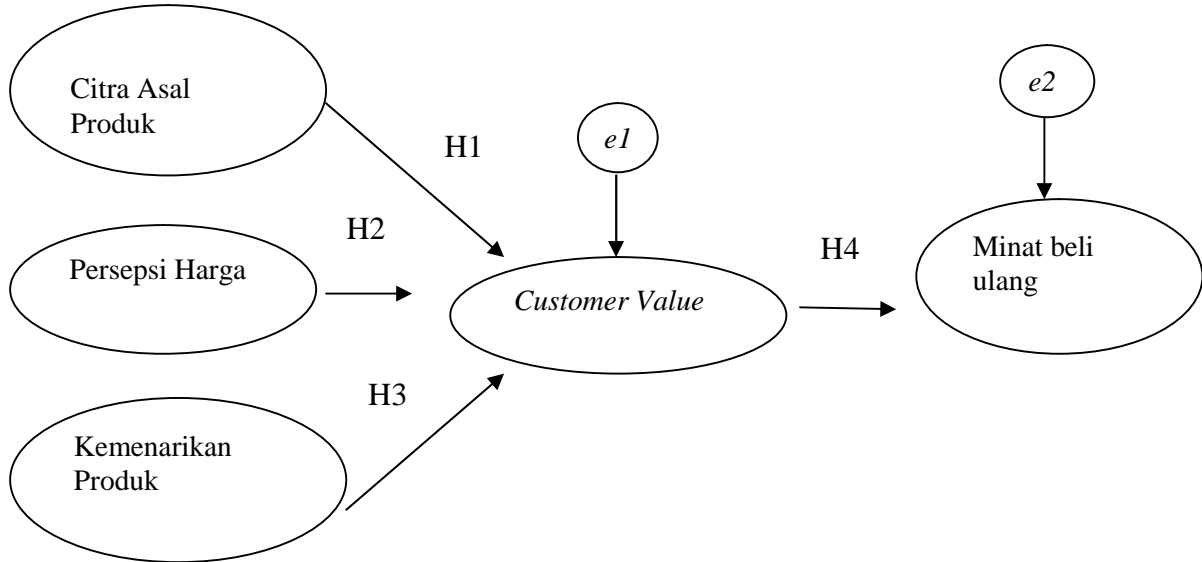 Citra Asal
Produk
H1
e1
e2
Persepsi Harga
H2
Customer Value
H4
Minat beli
ulang
H3
Kemenarikan
Produk